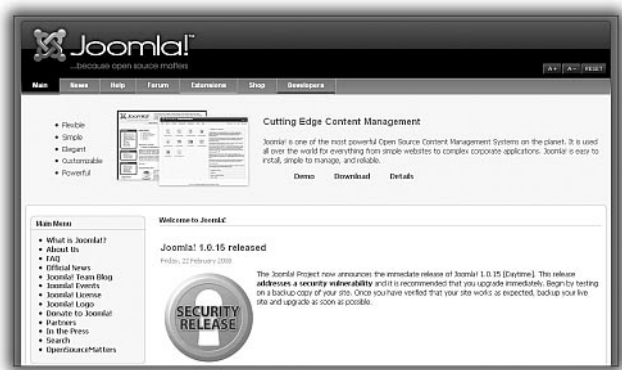 Joomla!™
...because open source matters
A+ A- RESET
Main News Help Forum Extensions Shop Developers
• Flexible
• Simple
• Elegant
• Customizable
• Powerful
Cutting Edge Content Management
Joomla! is one of the most powerful Open Source Content Management Systems on the planet. It is used
all over the world for everything from simple websites to complex corporate applications. Joomla! is easy to
install, simple to manage, and reliable.
Demo Download Details
Main Menu
• What is Joomla!?
• About Us
• FAQ
• Official News
• Joomla! Team Blog
• Joomla! Events
• Joomla! License
• Joomla! Logo
• Donate to Joomla!
• Partners
• In the Press
• Search
• OpenSourceMatters
Welcome to Joomla!
Joomla! 1.0.15 released
Friday, 22 February 2008
The Joomla! Project now announces the immediate release of Joomla! 1.0.15 [Daytime]. This release
addresses a security vulnerability and it is recommended that you upgrade immediately. Begin by testing
on a backup copy of your site. Once you have verified that your site works as expected, backup your live
site and upgrade as soon as possible.
SECURITY
RELEASE